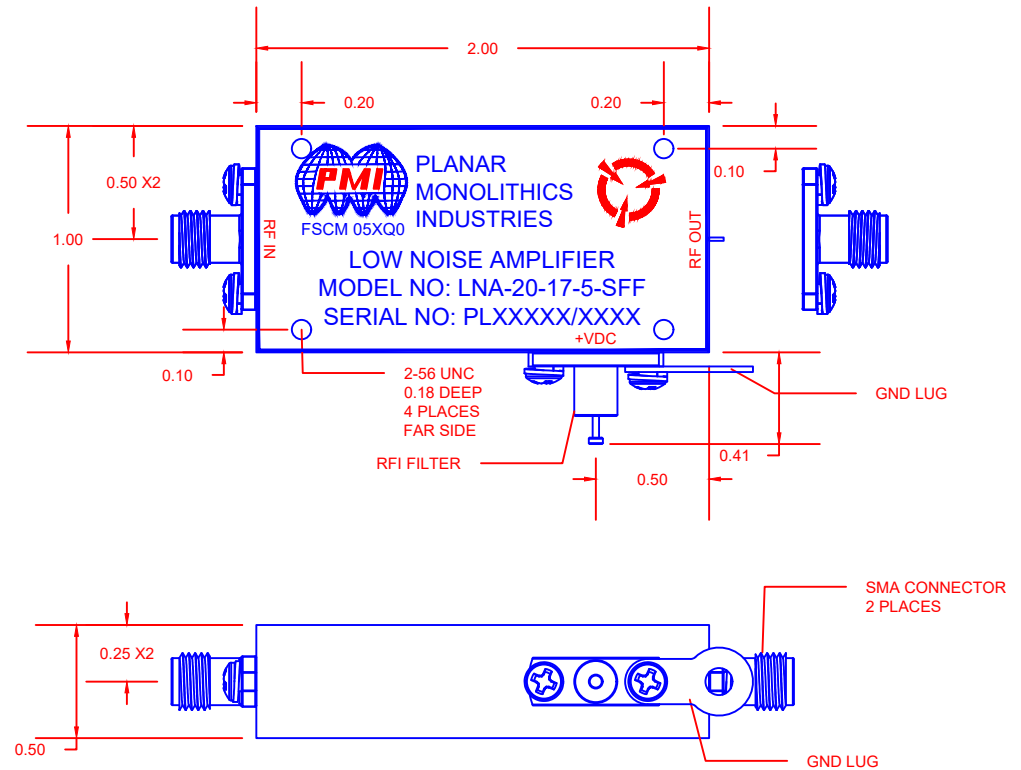 2.00
0.20
0.20
0.50 X2
1.00
0.10
PMI
FSCM 05XQ0
PLANAR
MONOLITHICS
INDUSTRIES
RF IN
RF OUT
LOW NOISE AMPLIFIER
MODEL NO: LNA-20-17-5-SFF
SERIAL NO: PLXXXXX/XXXX
+VDC
0.10
2-56 UNC
0.18 DEEP
4 PLACES
FAR SIDE
GND LUG
RFI FILTER
0.41
0.50
SMA CONNECTOR
2 PLACES
0.25 X2
0.50
GND LUG